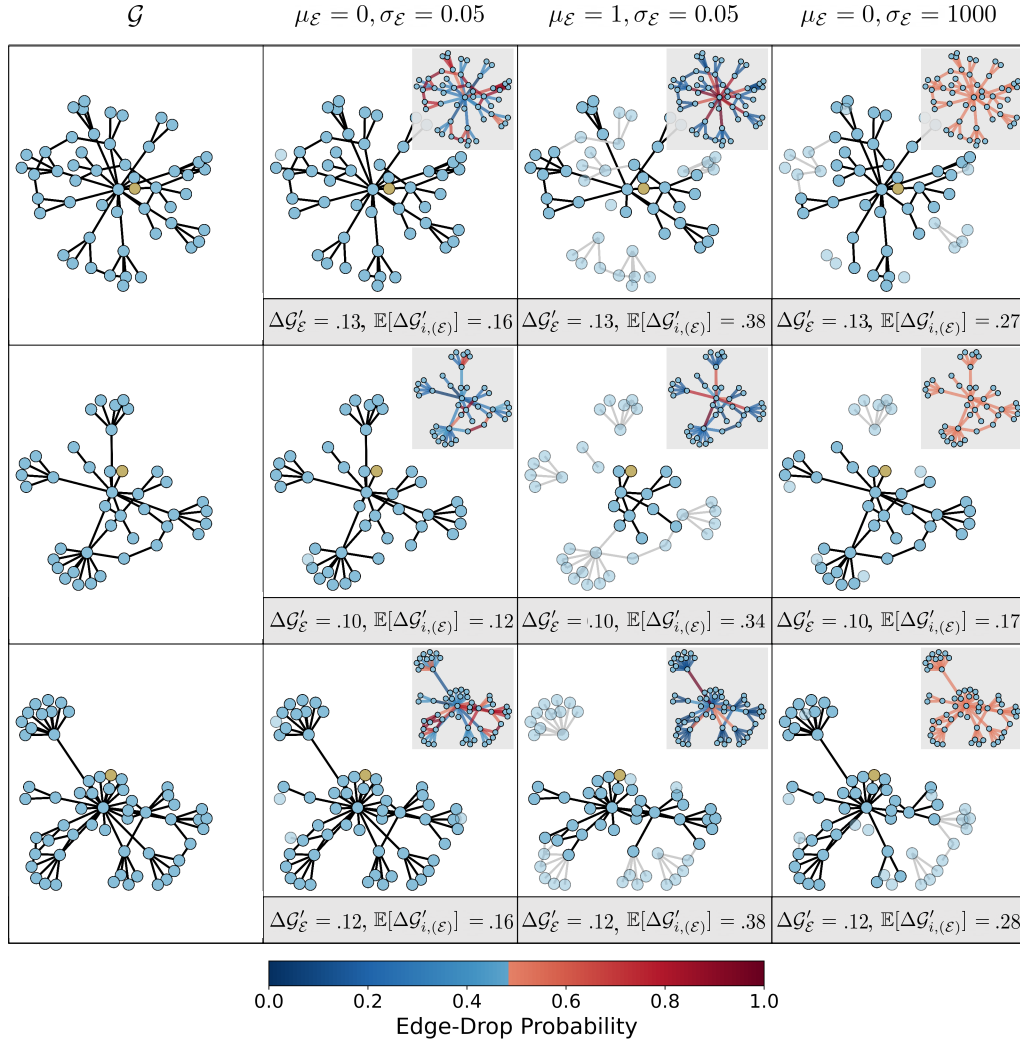 𝒢
μ_ℰ = 0, σ_ℰ = 0.05
μ_ℰ = 1, σ_ℰ = 0.05
μ_ℰ = 0, σ_ℰ = 1000
Δ𝒢′_ℰ = .13, 𝔼[Δ𝒢′_{i,(ℰ)}] = .16
Δ𝒢′_ℰ = .13, 𝔼[Δ𝒢′_{i,(ℰ)}] = .38
Δ𝒢′_ℰ = .13, 𝔼[Δ𝒢′_{i,(ℰ)}] = .27
Δ𝒢′_ℰ = .10, 𝔼[Δ𝒢′_{i,(ℰ)}] = .12
Δ𝒢′_ℰ = .10, 𝔼[Δ𝒢′_{i,(ℰ)}] = .34
Δ𝒢′_ℰ = .10, 𝔼[Δ𝒢′_{i,(ℰ)}] = .17
Δ𝒢′_ℰ = .12, 𝔼[Δ𝒢′_{i,(ℰ)}] = .16
Δ𝒢′_ℰ = .12, 𝔼[Δ𝒢′_{i,(ℰ)}] = .38
Δ𝒢′_ℰ = .12, 𝔼[Δ𝒢′_{i,(ℰ)}] = .28
0.0 0.2 0.4 0.6 0.8 1.0
Edge-Drop Probability